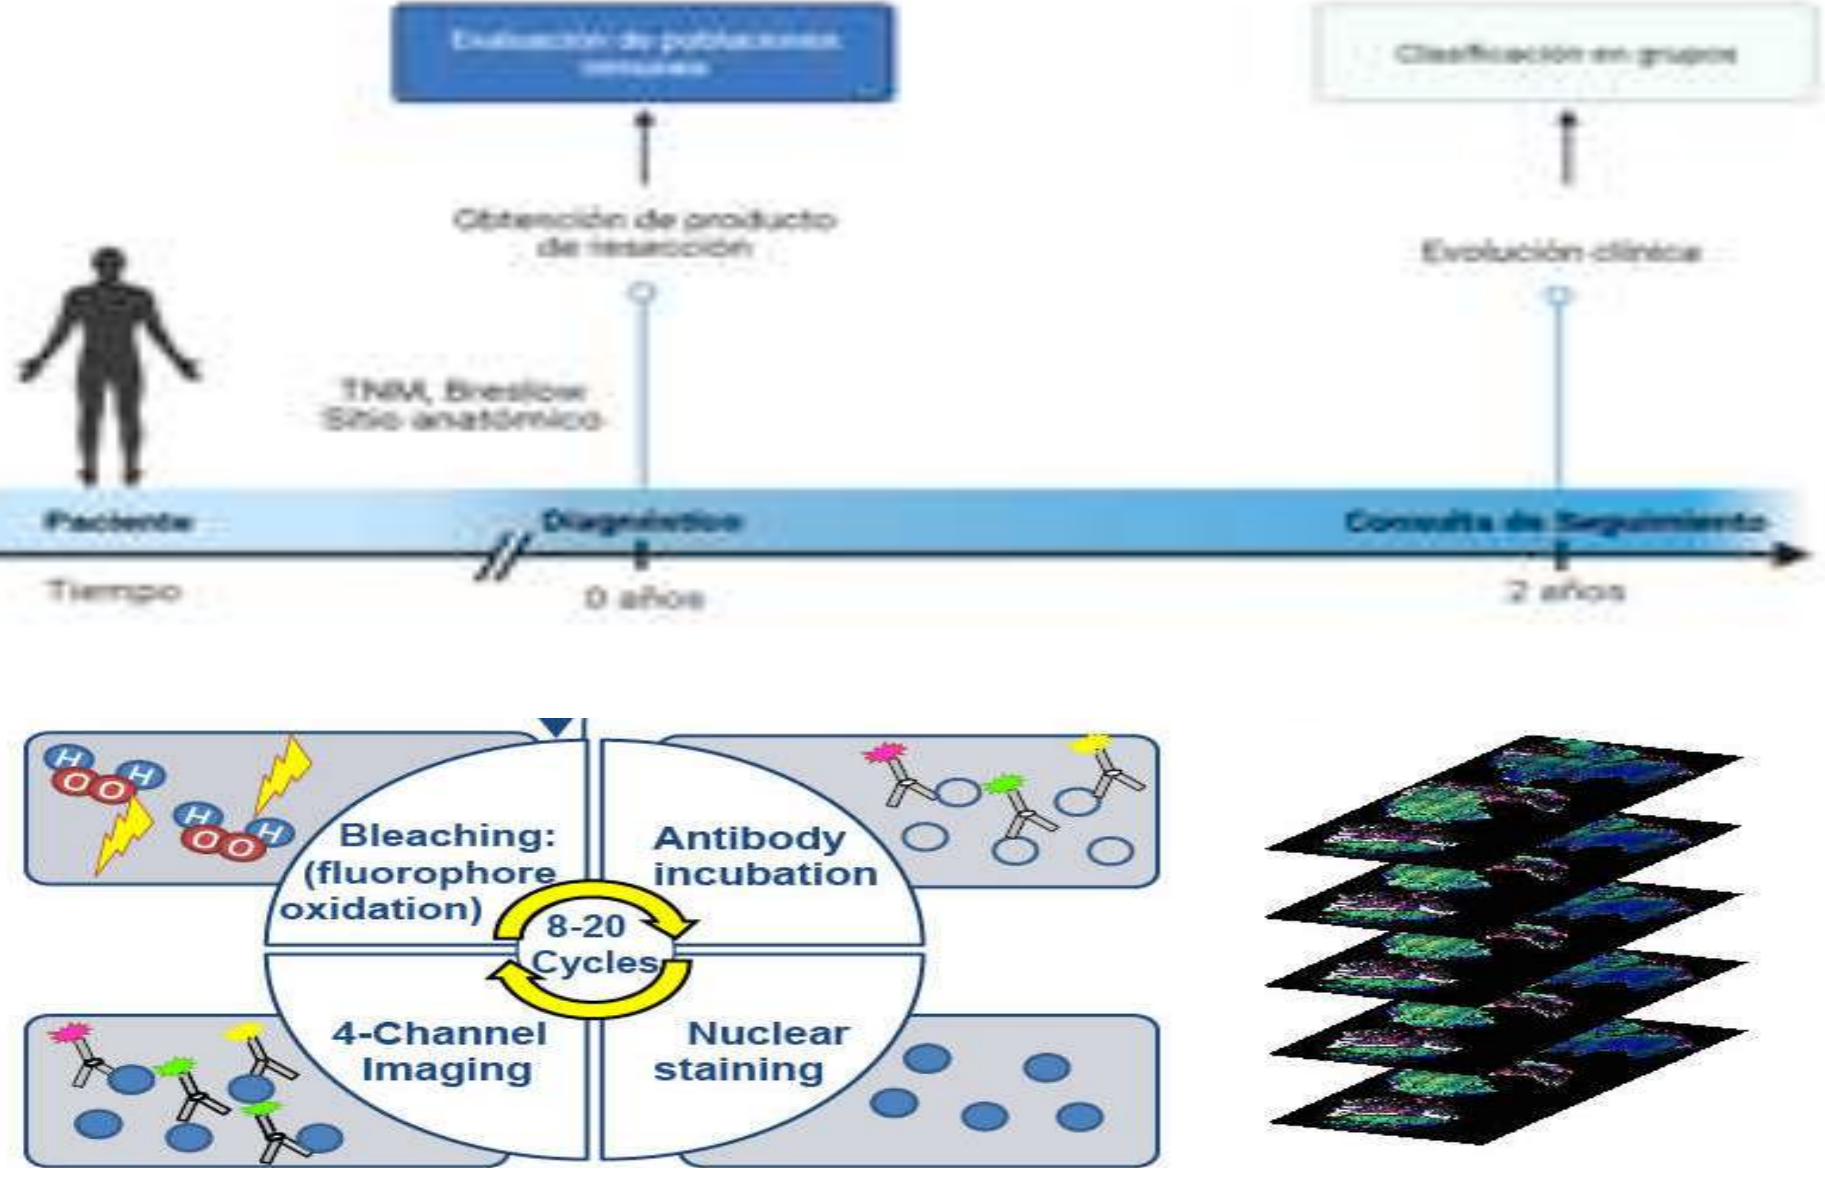 Evaluación de poblaciones
inmunes
Clasificación en grupos
Obtención de producto
de resección
Evolución clínica
TNM, Breslow
Sitio anatómico
Paciente
Diagnóstico
Consulta de Seguimiento
Tiempo
0 años
2 años
H
O O H
H
O O H
Bleaching:
(fluorophore
oxidation)
Antibody
incubation
8-20
Cycles
4-Channel
Imaging
Nuclear
staining